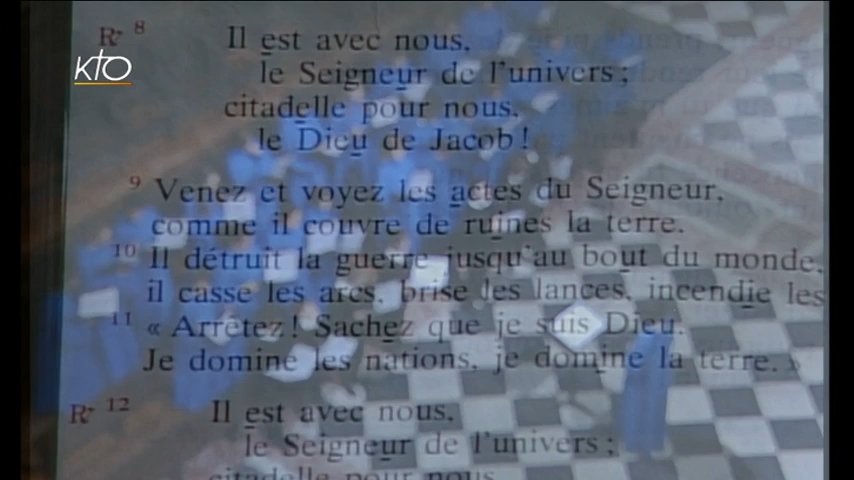 ℟ 8 Il est avec nous,
kto
le Seigneur de l'univers ;
citadelle pour nous,
le Dieu de Jacob !
9 Venez et voyez les actes du Seigneur,
comme il couvre de ruines la terre.
10 Il détruit la guerre jusqu'au bout du monde,
il casse les arcs, brise les lances, incendie les
11 « Arrêtez ! Sachez que je suis Dieu.
Je domine les nations, je domine la terre. »
℟ 12 Il est avec nous,
le Seigneur de l'univers ;
citadelle pour nous